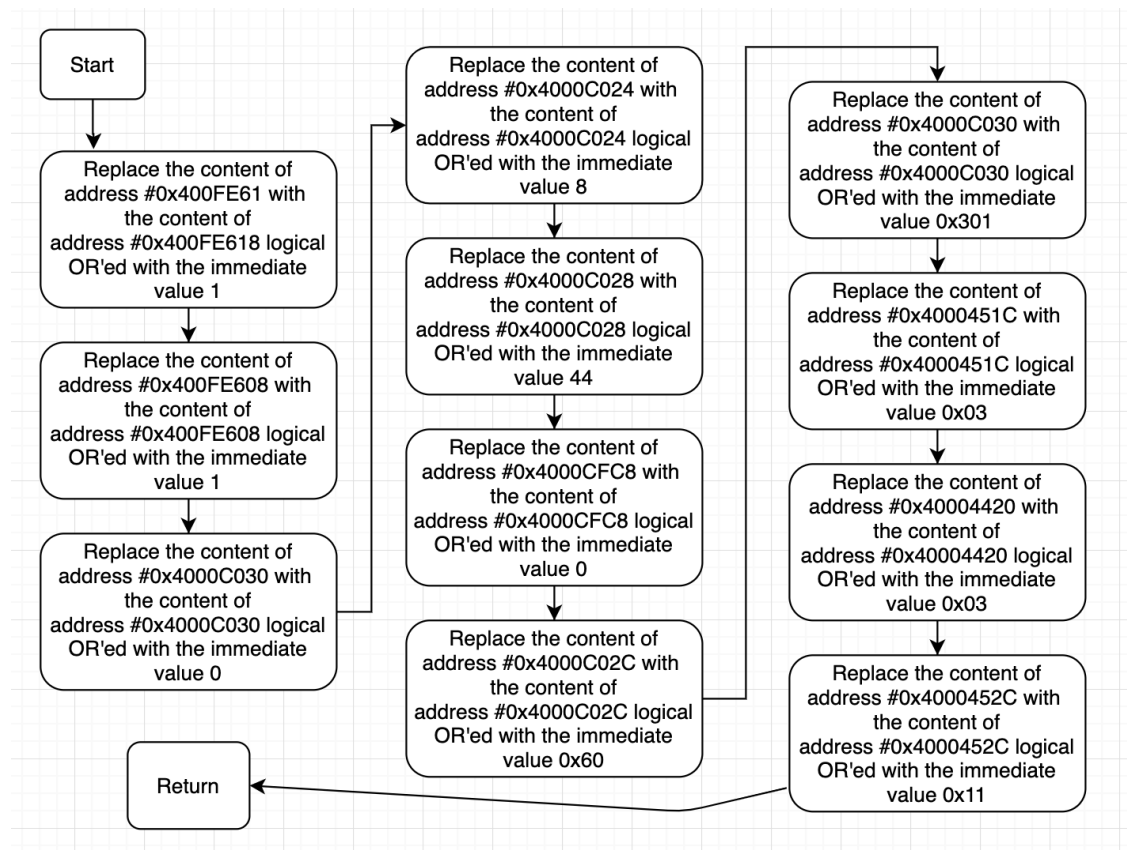 Start
Replace the content of
address #0x400FE61 with
the content of
address #0x400FE618 logical
OR'ed with the immediate
value 1
Replace the content of
address #0x400FE608 with
the content of
address #0x400FE608 logical
OR'ed with the immediate
value 1
Replace the content of
address #0x4000C030 with
the content of
address #0x4000C030 logical
OR'ed with the immediate
value 0
Replace the content of
address #0x4000C024 with
the content of
address #0x4000C024 logical
OR'ed with the immediate
value 8
Replace the content of
address #0x4000C028 with
the content of
address #0x4000C028 logical
OR'ed with the immediate
value 44
Replace the content of
address #0x4000CFC8 with
the content of
address #0x4000CFC8 logical
OR'ed with the immediate
value 0
Replace the content of
address #0x4000C02C with
the content of
address #0x4000C02C logical
OR'ed with the immediate
value 0x60
Replace the content of
address #0x4000C030 with
the content of
address #0x4000C030 logical
OR'ed with the immediate
value 0x301
Replace the content of
address #0x4000451C with
the content of
address #0x4000451C logical
OR'ed with the immediate
value 0x03
Replace the content of
address #0x40004420 with
the content of
address #0x40004420 logical
OR'ed with the immediate
value 0x03
Replace the content of
address #0x4000452C with
the content of
address #0x4000452C logical
OR'ed with the immediate
value 0x11
Return